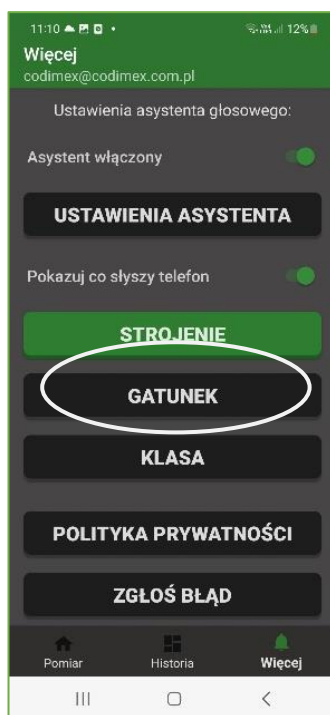 11:10 12%
Więcej
codimex@codimex.com.pl
Ustawienia asystenta głosowego:
Asystent włączony
USTAWIENIA ASYSTENTA
Pokazuj co słyszy telefon
STROJENIE
GATUNEK
KLASA
POLITYKA PRYWATNOŚCI
ZGŁOŚ BŁĄD
Pomiar Historia Więcej